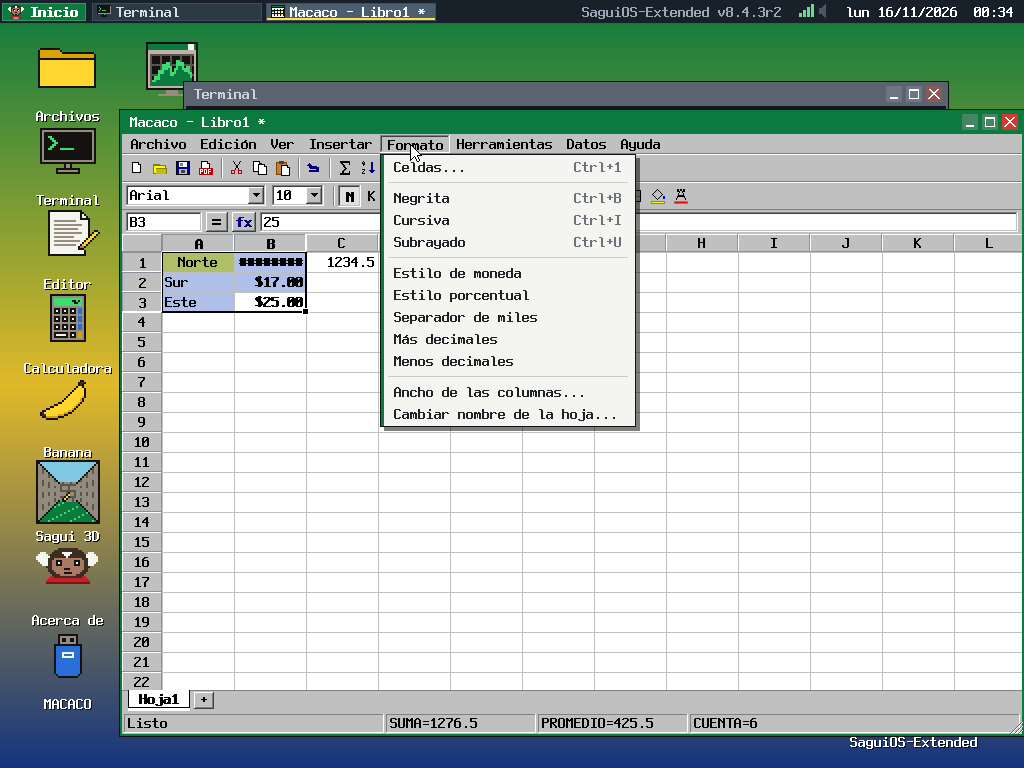 Inicio Terminal Macaco - Libro1 * SaguiOS-Extended v8.4.3r2 lun 16/11/2026 00:34
Terminal
Archivos
Terminal
Editor
Calculadora
Banana
Sagui 3D
Acerca de
MACACO
Macaco - Libro1 *
Archivo Edición Ver Insertar Formato Herramientas Datos Ayuda
PDF Σ
Arial 10 N K
B3 = fx 25
Celdas... Ctrl+1
Negrita Ctrl+B
Cursiva Ctrl+I
Subrayado Ctrl+U
Estilo de moneda
Estilo porcentual
Separador de miles
Más decimales
Menos decimales
Ancho de las columnas...
Cambiar nombre de la hoja...
A B C H I J K L
1 Norte ######## 1234.5
2 Sur $17.00
3 Este $25.00
4
5
6
7
8
9
10
11
12
13
14
15
16
17
18
19
20
21
22
Hoja1 +
Listo SUMA=1276.5 PROMEDIO=425.5 CUENTA=6
SaguiOS-Extended